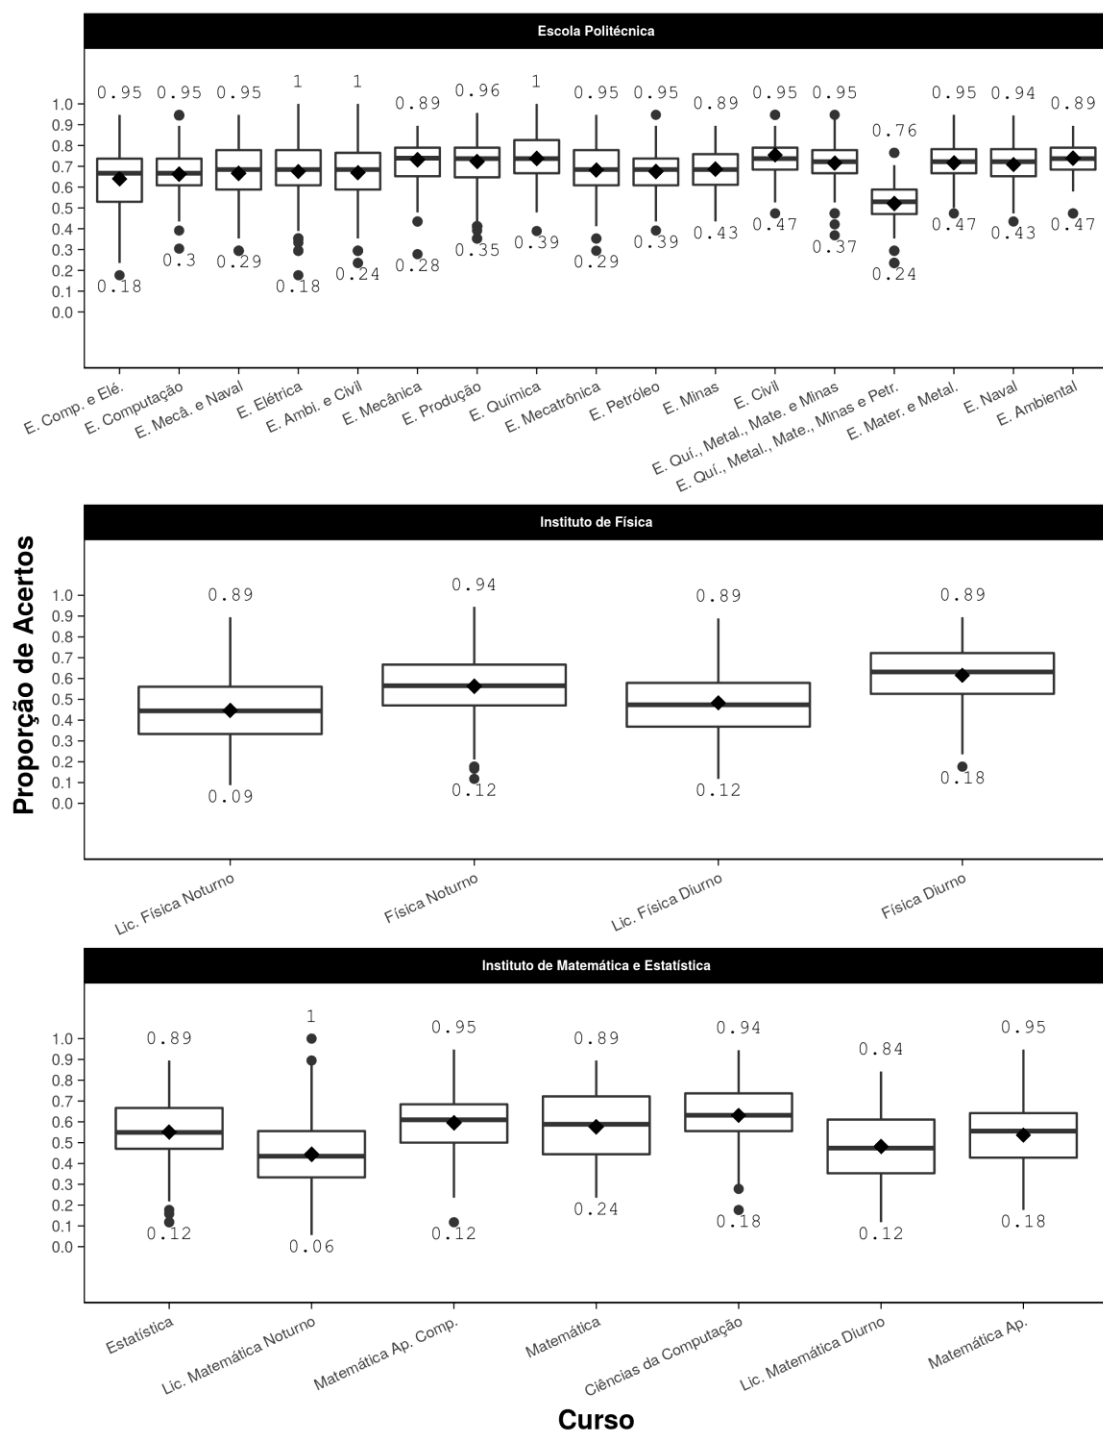 Escola Politécnica
0.95 0.95 0.95 1 1 0.89 0.96 1 0.95 0.95 0.89 0.95 0.95 0.76 0.95 0.94 0.89
1.0
0.9
0.8
0.7
0.6
0.5
0.4
0.3
0.2
0.1
0.0
0.18 0.3 0.29 0.18 0.24 0.28 0.35 0.39 0.29 0.39 0.43 0.47 0.37 0.24 0.47 0.43 0.47
E. Comp. e Elé.
E. Computação
E. Mecâ. e Naval
E. Elétrica
E. Ambi. e Civil
E. Mecânica
E. Produção
E. Química
E. Mecatrônica
E. Petróleo
E. Minas
E. Civil
E. Quí., Metal., Mate. e Minas
E. Quí., Metal., Mate., Minas e Petr.
E. Mater. e Metal.
E. Naval
E. Ambiental
Proporção de Acertos
Instituto de Física
0.89 0.94 0.89 0.89
1.0
0.9
0.8
0.7
0.6
0.5
0.4
0.3
0.2
0.1
0.0
0.09 0.12 0.12 0.18
Lic. Física Noturno
Física Noturno
Lic. Física Diurno
Física Diurno
Instituto de Matemática e Estatística
0.89 1 0.95 0.89 0.94 0.84 0.95
1.0
0.9
0.8
0.7
0.6
0.5
0.4
0.3
0.2
0.1
0.0
0.12 0.06 0.12 0.24 0.18 0.12 0.18
Estatística
Lic. Matemática Noturno
Matemática Ap. Comp.
Matemática
Ciências da Computação
Lic. Matemática Diurno
Matemática Ap.
Curso